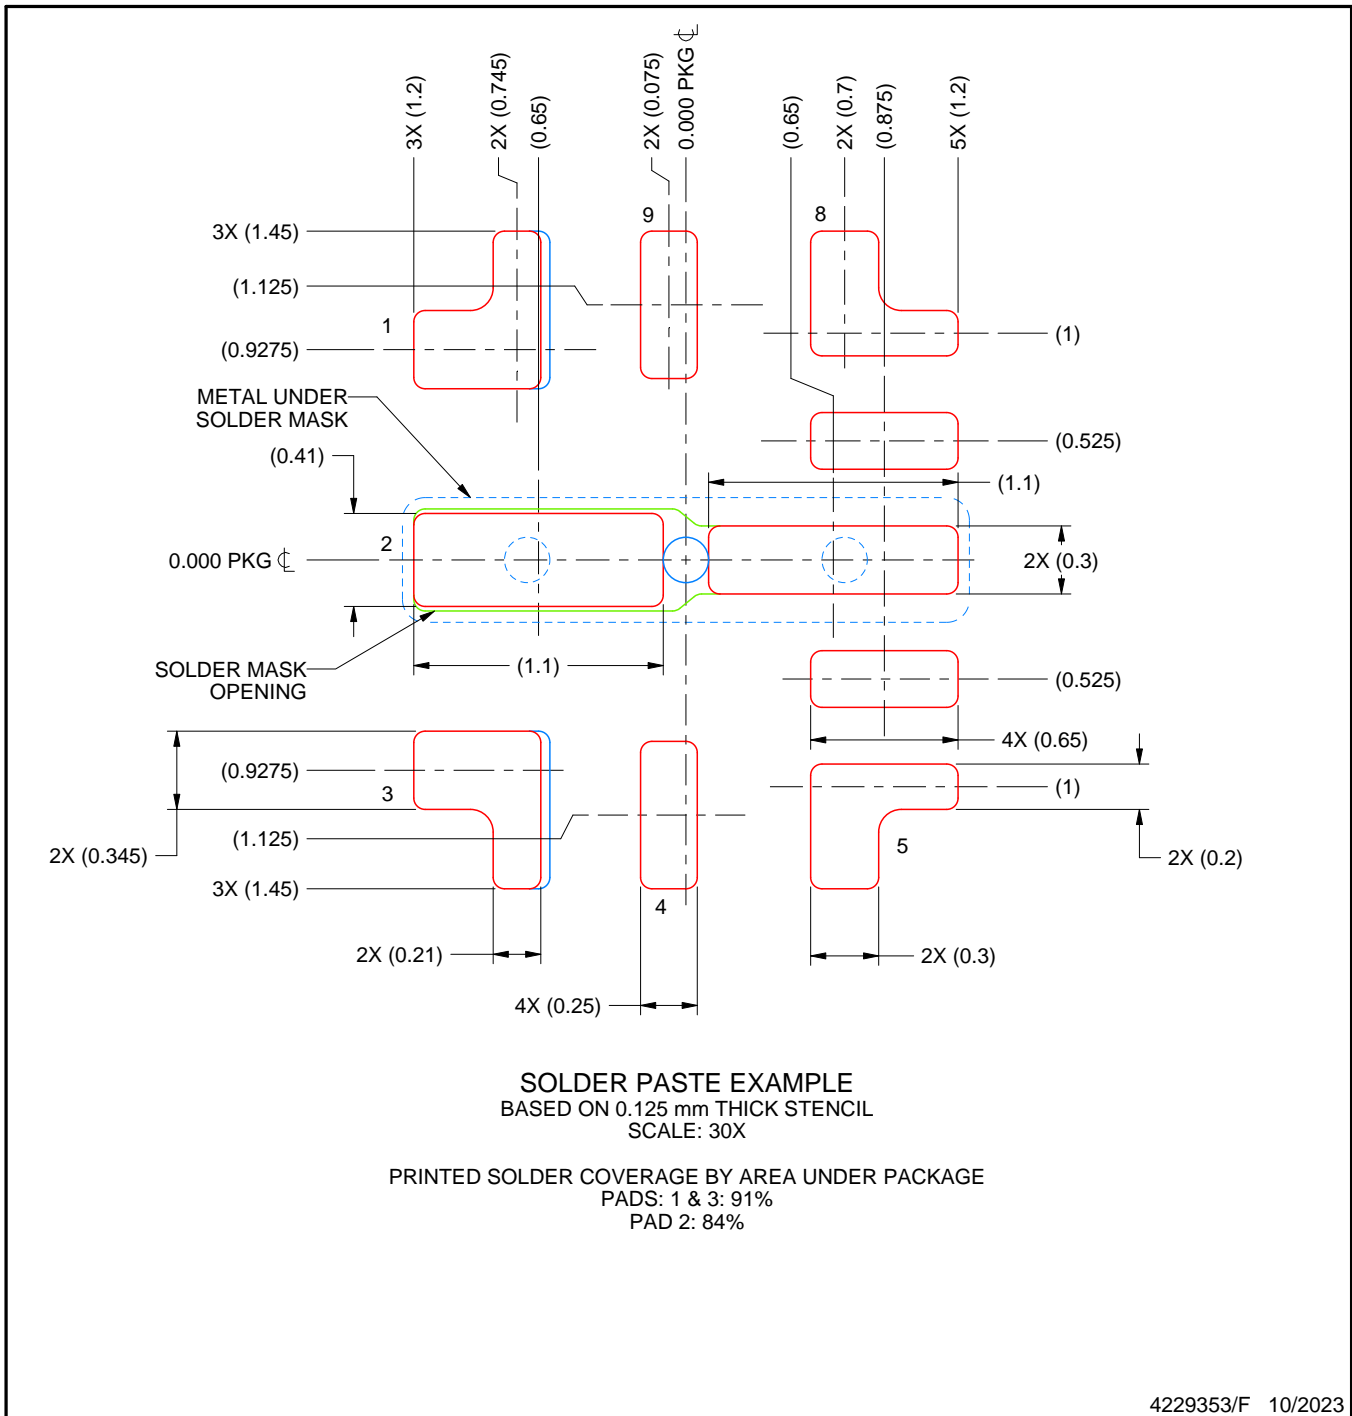 3X (1.2)
2X (0.745)
(0.65)
2X (0.075)
0.000 PKG ℄
(0.65)
2X (0.7)
(0.875)
5X (1.2)
9
8
3X (1.45)
(1.125)
1
(0.9275)
(1)
METAL UNDER
SOLDER MASK
(0.525)
(0.41)
(1.1)
2
0.000 PKG ℄
2X (0.3)
SOLDER MASK
OPENING
(1.1)
(0.525)
4X (0.65)
(0.9275)
3
(1)
(1.125)
5
2X (0.345)
2X (0.2)
3X (1.45)
4
2X (0.21)
2X (0.3)
4X (0.25)
SOLDER PASTE EXAMPLE
BASED ON 0.125 mm THICK STENCIL
SCALE: 30X
PRINTED SOLDER COVERAGE BY AREA UNDER PACKAGE
PADS: 1 & 3: 91%
PAD 2: 84%
4229353/F 10/2023